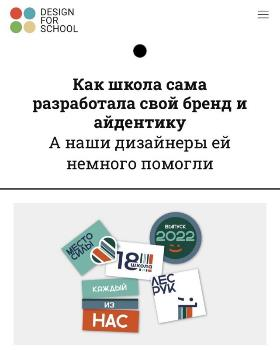 DESIGN
FOR
SCHOOL
Как школа сама
разработала свой бренд и
айдентику
А наши дизайнеры ей
немного помогли
МЕСТО
СИЛЫ
18
школа
ВЫПУСК
2022
ЛЕС
РУК
КАЖДЫЙ
ИЗ
НАС